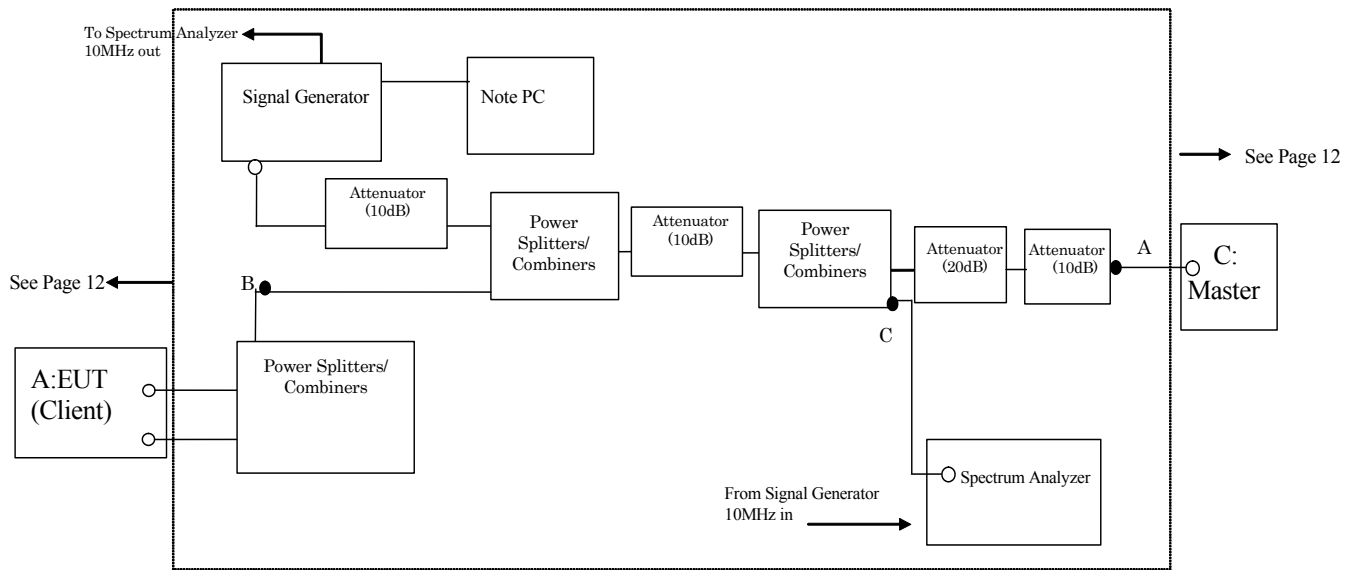 To Spectrum Analyzer
10MHz out
Signal Generator
Note PC
See Page 12
Attenuator
(10dB)
Power
Splitters/
Combiners
Attenuator
(10dB)
Power
Splitters/
Combiners
Attenuator
(20dB)
Attenuator
(10dB)
A
C:
Master
See Page 12
B
C
A:EUT
(Client)
Power Splitters/
Combiners
From Signal Generator
10MHz in
Spectrum Analyzer